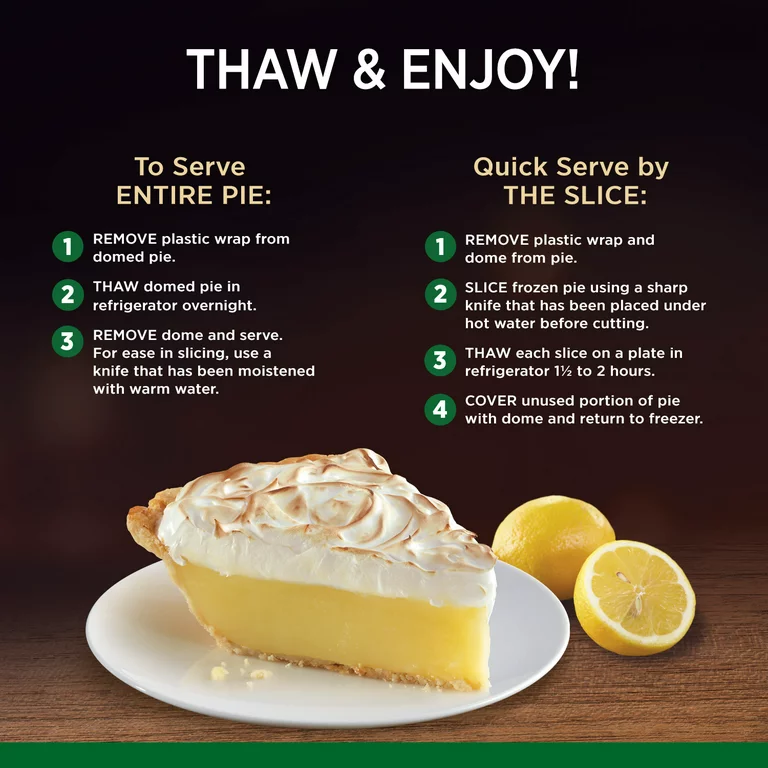 THAW & ENJOY!
To Serve
ENTIRE PIE:
1 REMOVE plastic wrap from
domed pie.
2 THAW domed pie in
refrigerator overnight.
3 REMOVE dome and serve.
For ease in slicing, use a
knife that has been moistened
with warm water.
Quick Serve by
THE SLICE:
1 REMOVE plastic wrap and
dome from pie.
2 SLICE frozen pie using a sharp
knife that has been placed under
hot water before cutting.
3 THAW each slice on a plate in
refrigerator 1½ to 2 hours.
4 COVER unused portion of pie
with dome and return to freezer.